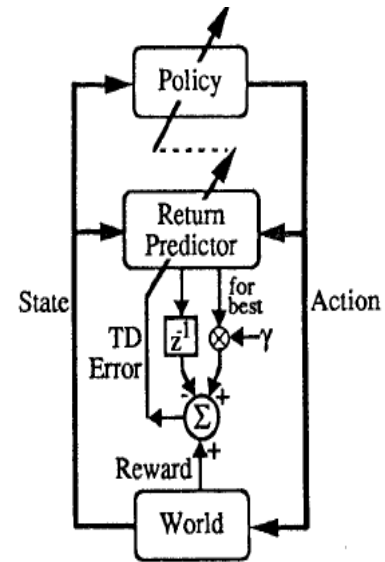 Policy
Return
Predictor
State
for
best
Action
TD
Error
z-1
γ
- +
Σ
+
Reward
World